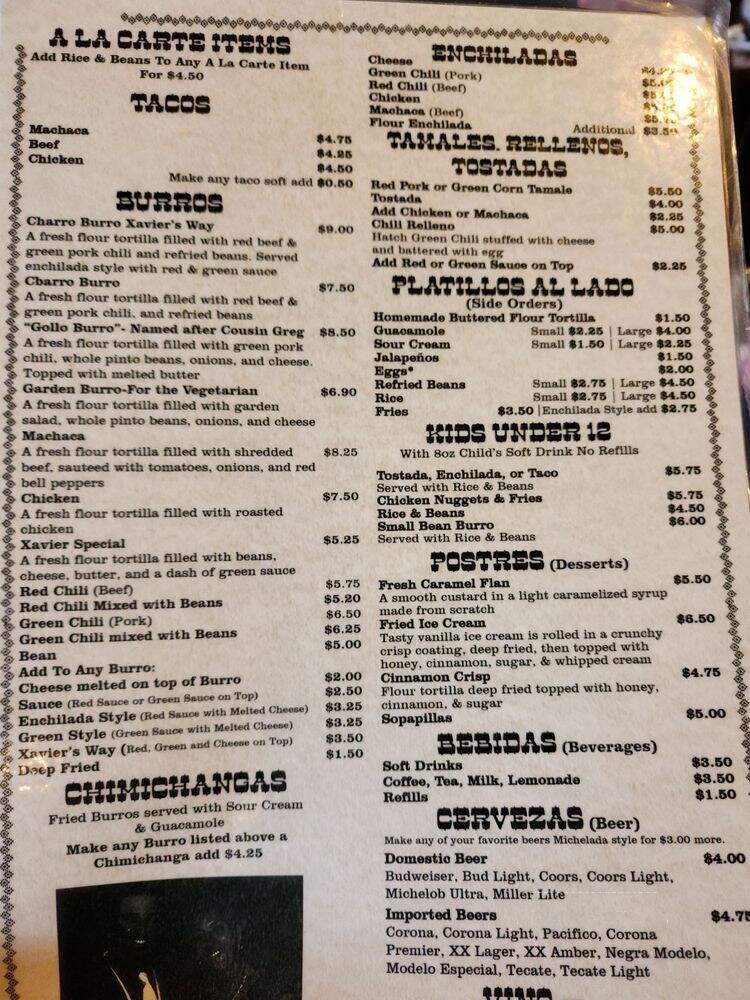 A LA CARTE ITEMS
Add Rice & Beans To Any A La Carte Item
For $4.50
TACOS
Machaca $4.75
Beef $4.25
Chicken $4.50
Make any taco soft add $0.50
BURROS
Charro Burro Xavier's Way $9.00
A fresh flour tortilla filled with red beef &
green pork chili and refried beans. Served
enchilada style with red & green sauce
Cbarro Burro $7.50
A fresh flour tortilla filled with red beef &
green pork chili, and refried beans
"Gollo Burro"- Named after Cousin Greg $8.50
A fresh flour tortilla filled with green pork
chili, whole pinto beans, onions, and cheese.
Topped with melted butter
Garden Burro-For the Vegetarian $6.90
A fresh flour tortilla filled with garden
salad, whole pinto beans, onions, and cheese
Machaca
A fresh flour tortilla filled with shredded $8.25
beef, sauteed with tomatoes, onions, and red
bell peppers
Chicken $7.50
A fresh flour tortilla filled with roasted
chicken
Xavier Special $5.25
A fresh flour tortilla filled with beans,
cheese, butter, and a dash of green sauce
Red Chili (Beef) $5.75
Red Chili Mixed with Beans $5.20
Green Chili (Pork) $6.50
Green Chili mixed with Beans $6.25
Bean $5.00
Add To Any Burro:
Cheese melted on top of Burro $2.00
Sauce (Red Sauce or Green Sauce on Top) $2.50
Enchilada Style (Red Sauce with Melted Cheese) $3.25
Green Style (Green Sauce with Melted Cheese) $3.25
Xavier's Way (Red, Green and Cheese on Top) $3.50
Deep Fried $1.50
CHIMICHANGAS
Fried Burros served with Sour Cream
& Guacamole
Make any Burro listed above a
Chimichanga add $4.25
ENCHILADAS
Cheese
Green Chili (Pork)
Red Chili (Beef)
Chicken
Machaca (Beef)
Flour Enchilada Additional $3.50
TAMALES, RELLENOS,
TOSTADAS
Red Pork or Green Corn Tamale $5.50
Tostada $4.00
Add Chicken or Machaca $2.25
Chili Relleno $5.00
Hatch Green Chili stuffed with cheese
and battered with egg
Add Red or Green Sauce on Top $2.25
PLATILLOS AL LADO
(Side Orders)
Homemade Buttered Flour Tortilla $1.50
Guacamole Small $2.25 | Large $4.00
Sour Cream Small $1.50 | Large $2.25
Jalapeños $1.50
Eggs* $2.00
Refried Beans Small $2.75 | Large $4.50
Rice Small $2.75 | Large $4.50
Fries $3.50 |Enchilada Style add $2.75
KIDS UNDER 12
With 8oz Child's Soft Drink No Refills
Tostada, Enchilada, or Taco $5.75
Served with Rice & Beans
Chicken Nuggets & Fries $5.75
Rice & Beans $4.50
Small Bean Burro $6.00
Served with Rice & Beans
POSTRES (Desserts)
Fresh Caramel Flan $5.50
A smooth custard in a light caramelized syrup
made from scratch
Fried Ice Cream $6.50
Tasty vanilla ice cream is rolled in a crunchy
crisp coating, deep fried, then topped with
honey, cinnamon, sugar, & whipped cream
Cinnamon Crisp $4.75
Flour tortilla deep fried topped with honey,
cinnamon, & sugar
Sopapillas $5.00
BEBIDAS (Beverages)
Soft Drinks $3.50
Coffee, Tea, Milk, Lemonade $3.50
Refills $1.50
CERVEZAS (Beer)
Make any of your favorite beers Michelada style for $3.00 more.
Domestic Beer $4.00
Budweiser, Bud Light, Coors, Coors Light,
Michelob Ultra, Miller Lite
Imported Beers $4.75
Corona, Corona Light, Pacifico, Corona
Premier, XX Lager, XX Amber, Negra Modelo,
Modelo Especial, Tecate, Tecate Light
VINO